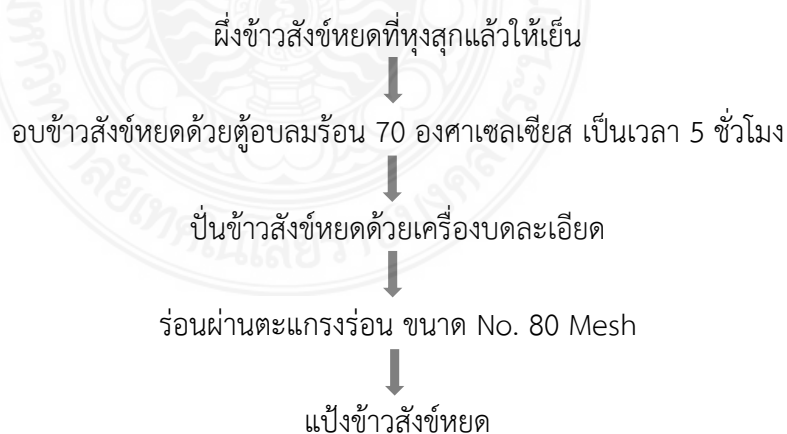 ผึ่งข้าวสังข์หยดที่หุงสุกแล้วให้เย็น
อบข้าวสังข์หยดด้วยตู้อบลมร้อน 70 องศาเซลเซียส เป็นเวลา 5 ชั่วโมง
ปั่นข้าวสังข์หยดด้วยเครื่องบดละเอียด
ร่อนผ่านตะแกรงร่อน ขนาด No. 80 Mesh
แป้งข้าวสังข์หยด